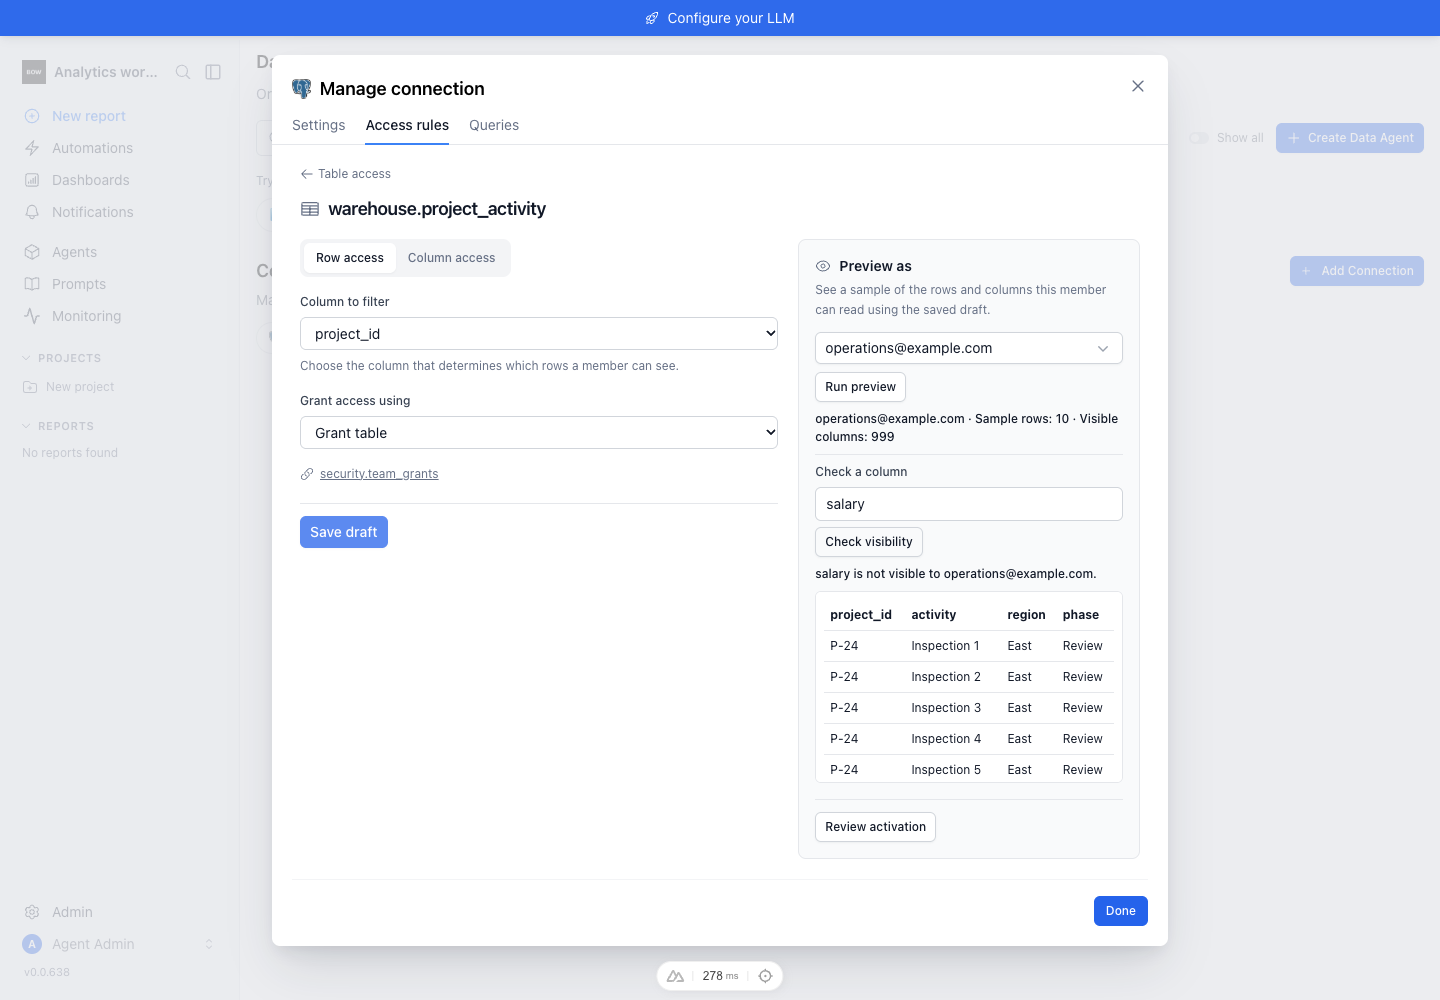 Configure your LLM
BOW
Analytics wor...
New report
Automations
Dashboards
Notifications
Agents
Prompts
Monitoring
PROJECTS
New project
REPORTS
No reports found
Admin
A
Agent Admin
v0.0.638
Show all
Create Data Agent
Add Connection
Manage connection
Settings
Access rules
Queries
Table access
warehouse.project_activity
Row access
Column access
Column to filter
project_id
Choose the column that determines which rows a member can see.
Grant access using
Grant table
security.team_grants
Save draft
Preview as
See a sample of the rows and columns this member
can read using the saved draft.
operations@example.com
Run preview
operations@example.com · Sample rows: 10 · Visible
columns: 999
Check a column
salary
Check visibility
salary is not visible to operations@example.com.
project_id activity region phase
P-24 Inspection 1 East Review
P-24 Inspection 2 East Review
P-24 Inspection 3 East Review
P-24 Inspection 4 East Review
P-24 Inspection 5 East Review
Review activation
Done
278 ms